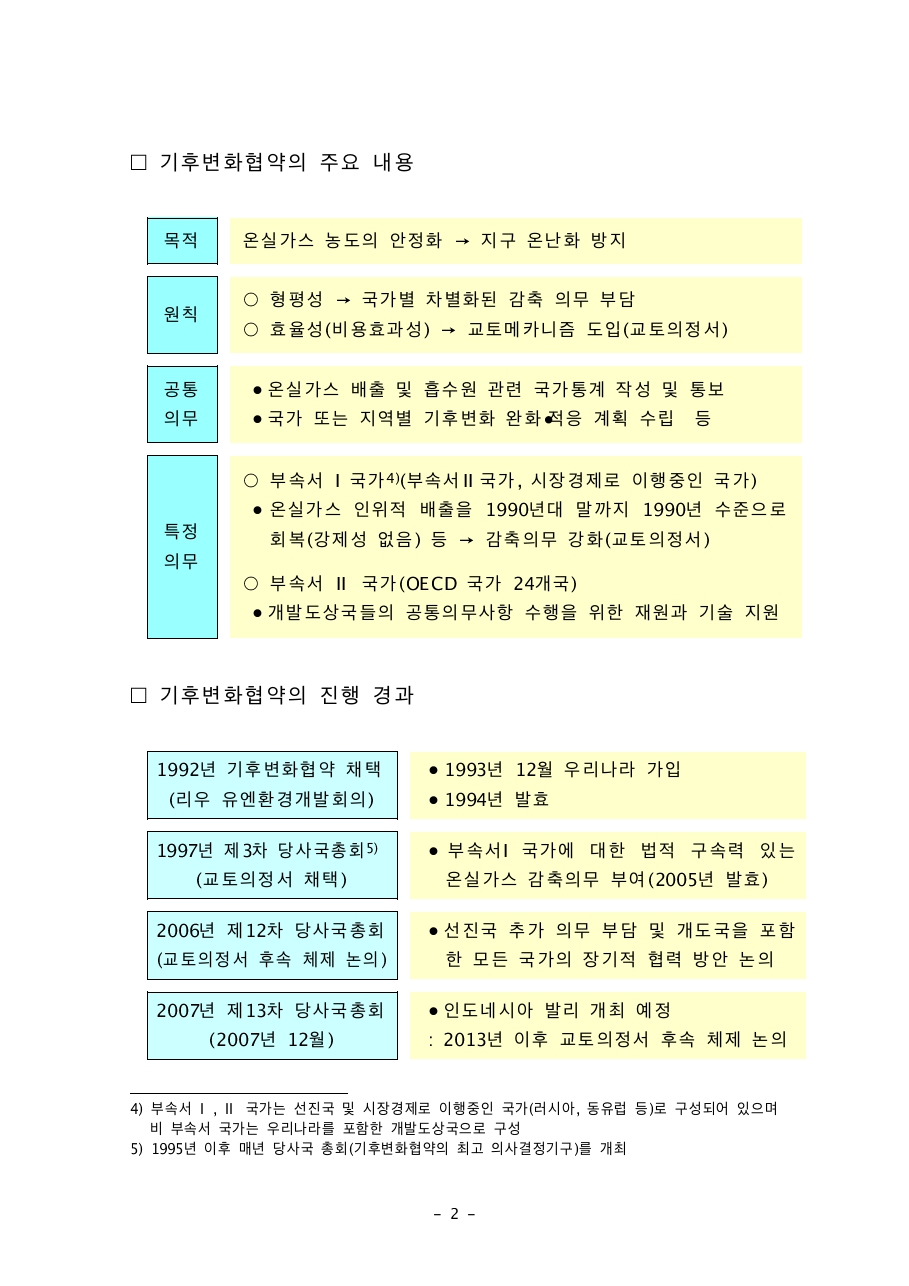 □ 기후변화협약의 주요 내용
목적
온실가스 농도의 안정화 → 지구 온난화 방지
원칙
○ 형평성 → 국가별 차별화된 감축 의무 부담
○ 효율성(비용효과성) → 교토메카니즘 도입(교토의정서)
공통
의무
● 온실가스 배출 및 흡수원 관련 국가통계 작성 및 통보
● 국가 또는 지역별 기후변화 완화●적응 계획 수립 등
특정
의무
○ 부속서 Ⅰ국가4)(부속서Ⅱ국가, 시장경제로 이행중인 국가)
● 온실가스 인위적 배출을 1990년대 말까지 1990년 수준으로
회복(강제성 없음) 등 → 감축의무 강화(교토의정서)
○ 부속서 Ⅱ 국가(OECD 국가 24개국)
● 개발도상국들의 공통의무사항 수행을 위한 재원과 기술 지원
□ 기후변화협약의 진행 경과
1992년 기후변화협약 채택
(리우 유엔환경개발회의)
● 1993년 12월 우리나라 가입
● 1994년 발효
1997년 제3차 당사국총회5)
(교토의정서 채택)
● 부속서Ⅰ 국가에 대한 법적 구속력 있는
온실가스 감축의무 부여(2005년 발효)
2006년 제12차 당사국총회
(교토의정서 후속 체제 논의)
● 선진국 추가 의무 부담 및 개도국을 포함
한 모든 국가의 장기적 협력 방안 논의
2007년 제13차 당사국총회
(2007년 12월)
● 인도네시아 발리 개최 예정
: 2013년 이후 교토의정서 후속 체제 논의
4) 부속서 Ⅰ, Ⅱ 국가는 선진국 및 시장경제로 이행중인 국가(러시아, 동유럽 등)로 구성되어 있으며
비 부속서 국가는 우리나라를 포함한 개발도상국으로 구성
5) 1995년 이후 매년 당사국 총회(기후변화협약의 최고 의사결정기구)를 개최
- 2 -